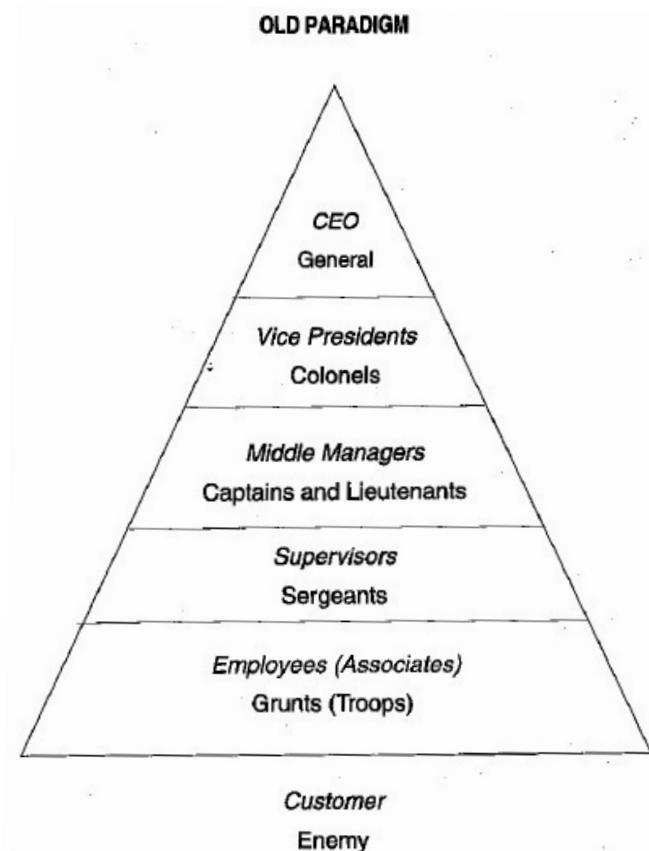 OLD PARADIGM
CEO
General
Vice Presidents
Colonels
Middle Managers
Captains and Lieutenants
Supervisors
Sergeants
Employees (Associates)
Grunts (Troops)
Customer
Enemy